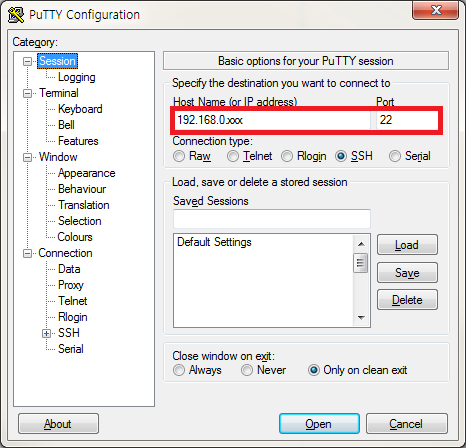 PuTTY Configuration
Category:
Session
Logging
Terminal
Keyboard
Bell
Features
Window
Appearance
Behaviour
Translation
Selection
Colours
Connection
Data
Proxy
Telnet
Rlogin
SSH
Serial
Basic options for your PuTTY session
Specify the destination you want to connect to
Host Name (or IP address) Port
192.168.0.xxx 22
Connection type:
Raw Telnet Rlogin SSH Serial
Load, save or delete a stored session
Saved Sessions
Default Settings
Load
Save
Delete
Close window on exit:
Always Never Only on clean exit
About Open Cancel